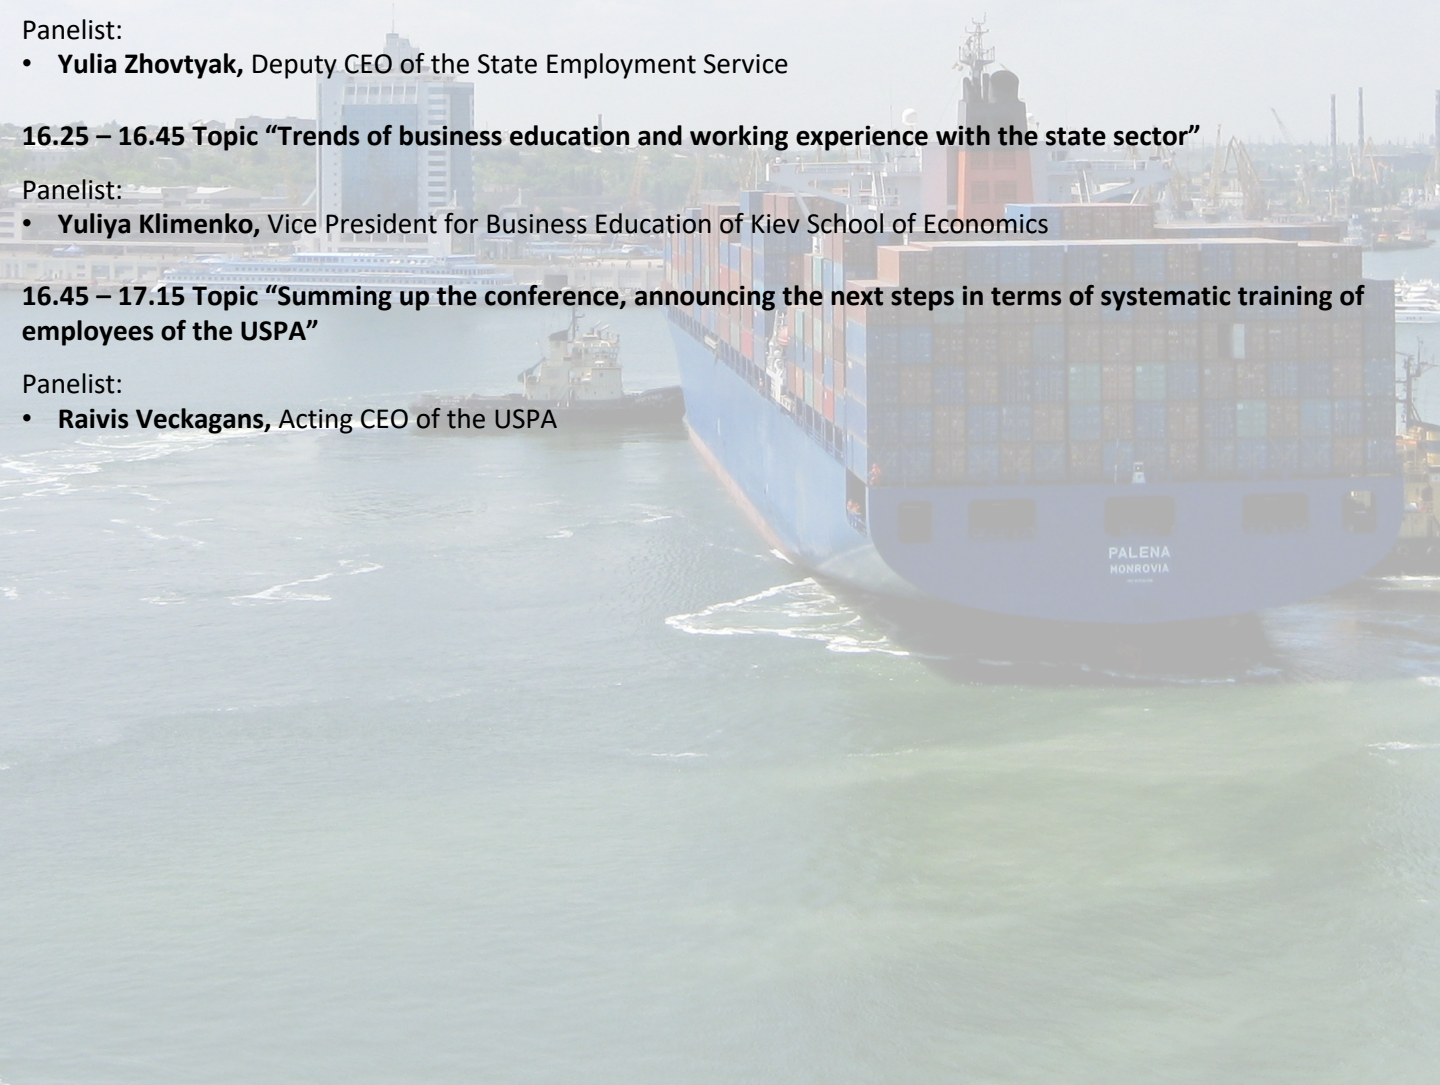 Panelist:
• Yulia Zhovtyak, Deputy CEO of the State Employment Service
16.25 – 16.45 Topic “Trends of business education and working experience with the state sector”
Panelist:
• Yuliya Klimenko, Vice President for Business Education of Kiev School of Economics
16.45 – 17.15 Topic “Summing up the conference, announcing the next steps in terms of systematic training of
employees of the USPA”
Panelist:
• Raivis Veckagans, Acting CEO of the USPA
PALENA
MONROVIA